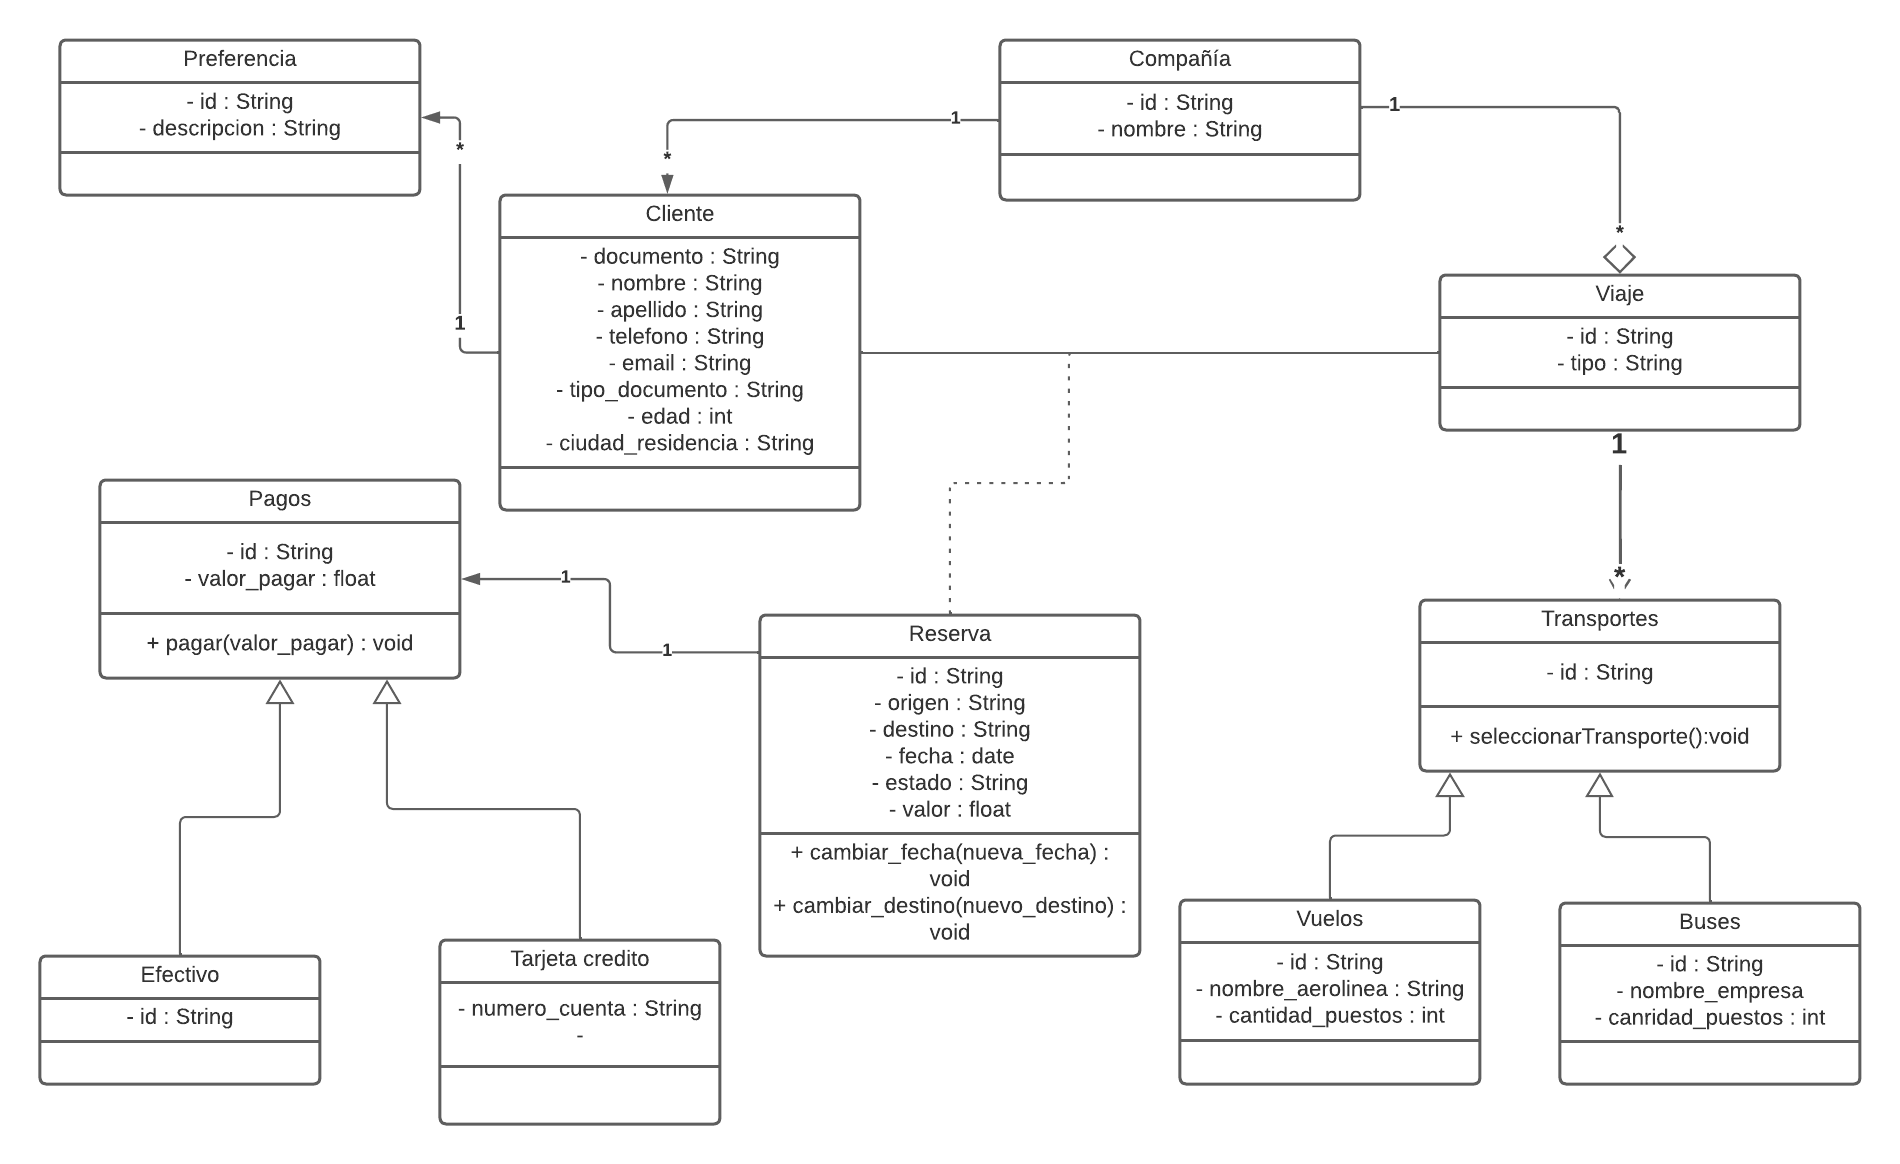 Preferencia
- id : String
- descripcion : String
*
1
Compañía
- id : String
- nombre : String
1
*
1
*
Cliente
- documento : String
- nombre : String
- apellido : String
- telefono : String
- email : String
- tipo_documento : String
- edad : int
- ciudad_residencia : String
Viaje
- id : String
- tipo : String
1
*
Pagos
- id : String
- valor_pagar : float
+ pagar(valor_pagar) : void
1
1
Reserva
- id : String
- origen : String
- destino : String
- fecha : date
- estado : String
- valor : float
+ cambiar_fecha(nueva_fecha) :
void
+ cambiar_destino(nuevo_destino) :
void
Transportes
- id : String
+ seleccionarTransporte():void
Efectivo
- id : String
Tarjeta credito
- numero_cuenta : String
-
Vuelos
- id : String
- nombre_aerolinea : String
- cantidad_puestos : int
Buses
- id : String
- nombre_empresa
- canridad_puestos : int